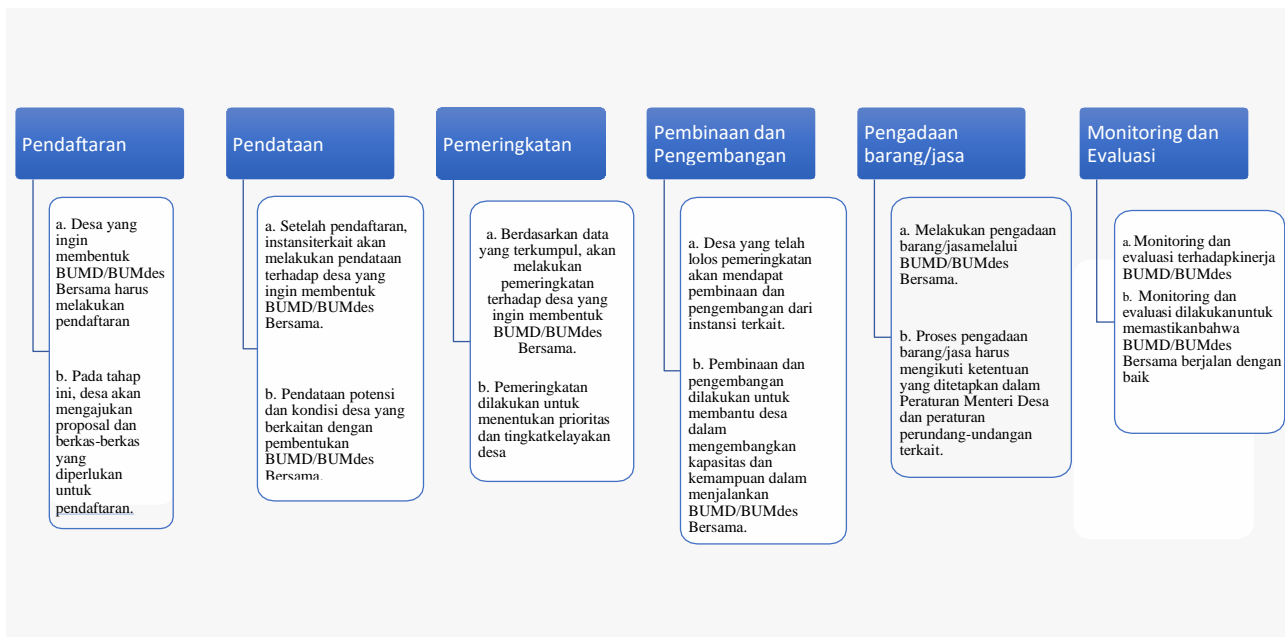 Pendaftaran
a. Desa yang
ingin
membentuk
BUMD/BUMdes
Bersama harus
melakukan
pendaftaran
b. Pada tahap
ini, desa akan
mengajukan
proposal dan
berkas-berkas
yang
diperlukan
untuk
pendaftaran.
Pendataan
a. Setelah pendaftaran,
instansiterkait akan
melakukan pendataan
terhadap desa yang
ingin membentuk
BUMD/BUMdes
Bersama.
b. Pendataan potensi
dan kondisi desa yang
berkaitan dengan
pembentukan
BUMD/BUMdes
Bersama.
Pemeringkatan
a. Berdasarkan data
yang terkumpul, akan
melakukan
pemeringkatan
terhadap desa yang
ingin membentuk
BUMD/BUMdes
Bersama.
b. Pemeringkatan
dilakukan untuk
menentukan prioritas
dan tingkatkelayakan
desa
Pembinaan dan
Pengembangan
a. Desa yang telah
lolos pemeringkatan
akan mendapat
pembinaan dan
pengembangan dari
instansi terkait.
b. Pembinaan dan
pengembangan
dilakukan untuk
membantu desa
dalam
mengembangkan
kapasitas dan
kemampuan dalam
menjalankan
BUMD/BUMdes
Bersama.
Pengadaan
barang/jasa
a. Melakukan pengadaan
barang/jasamelalui
BUMD/BUMdes
Bersama.
b. Proses pengadaan
barang/jasa harus
mengikuti ketentuan
yang ditetapkan dalam
Peraturan Menteri Desa
dan peraturan
perundang-undangan
terkait.
Monitoring dan
Evaluasi
a. Monitoring dan
evaluasi terhadapkinerja
BUMD/BUMdes
b. Monitoring dan
evaluasi dilakukanuntuk
memastikanbahwa
BUMD/BUMdes
Bersama berjalan dengan
baik